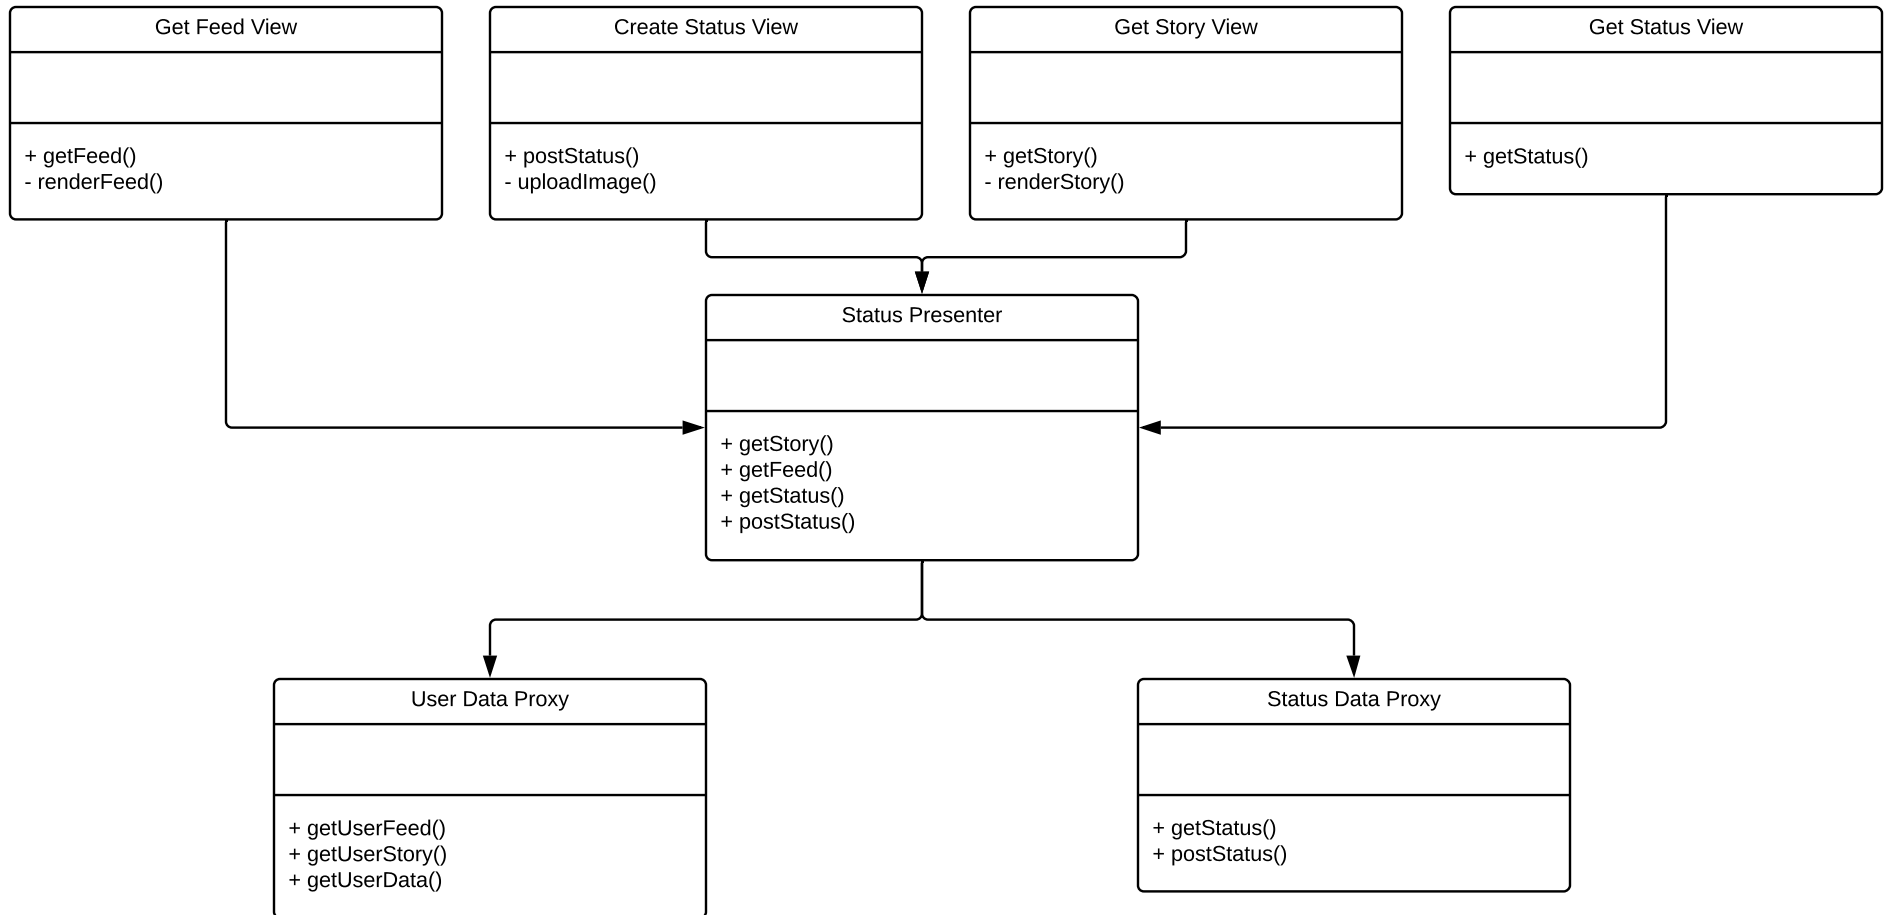 Get Feed View
+ getFeed()
- renderFeed()
Create Status View
+ postStatus()
- uploadImage()
Get Story View
+ getStory()
- renderStory()
Get Status View
+ getStatus()
Status Presenter
+ getStory()
+ getFeed()
+ getStatus()
+ postStatus()
User Data Proxy
+ getUserFeed()
+ getUserStory()
+ getUserData()
Status Data Proxy
+ getStatus()
+ postStatus()